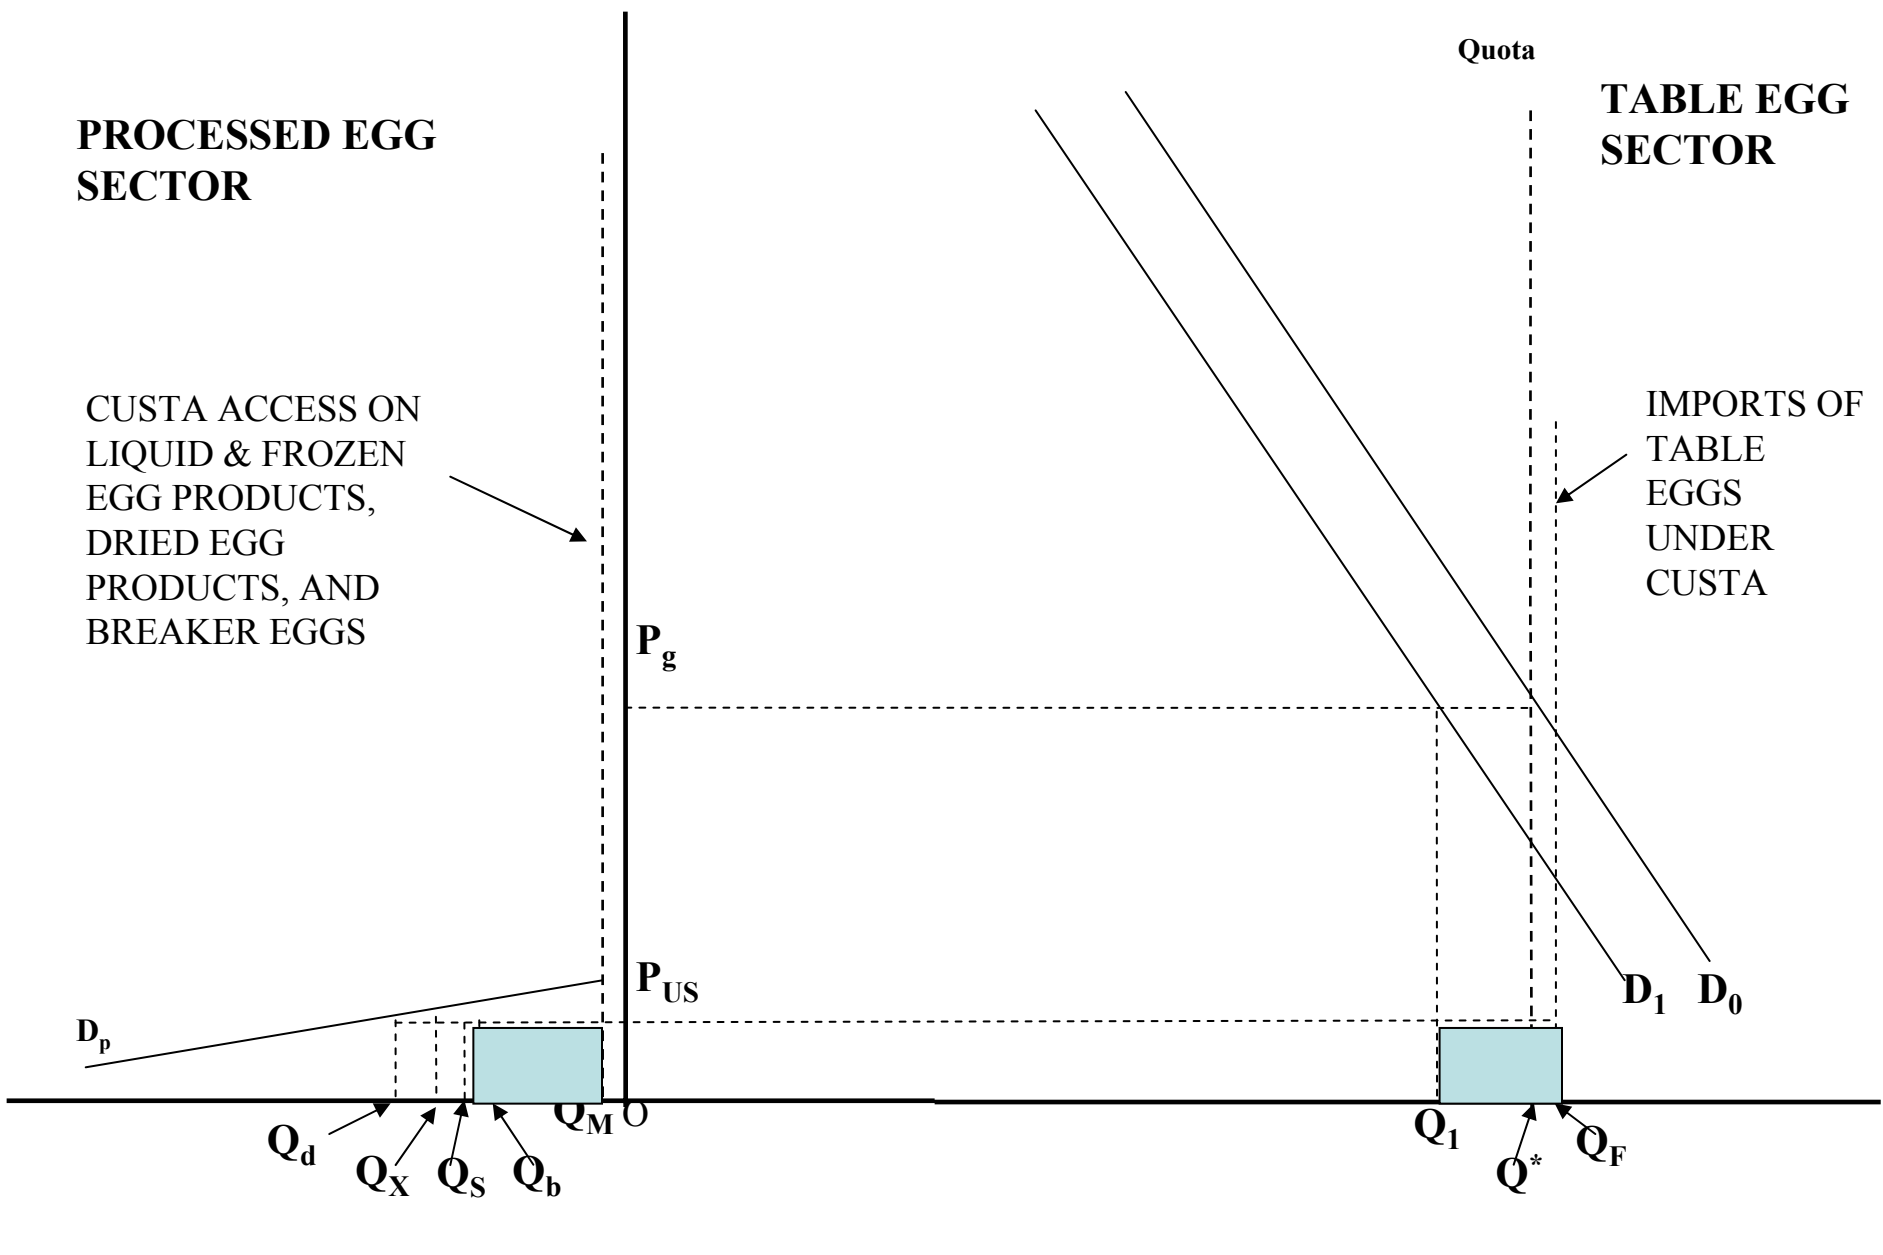 Quota
TABLE EGG
SECTOR
PROCESSED EGG
SECTOR
CUSTA ACCESS ON
LIQUID & FROZEN
EGG PRODUCTS,
DRIED EGG
PRODUCTS, AND
BREAKER EGGS
IMPORTS OF
TABLE
EGGS
UNDER
CUSTA
Pg
PUS
D1 D0
Dp
QM O
Q1
Qd
QX
QS
Qb
Q*
QF